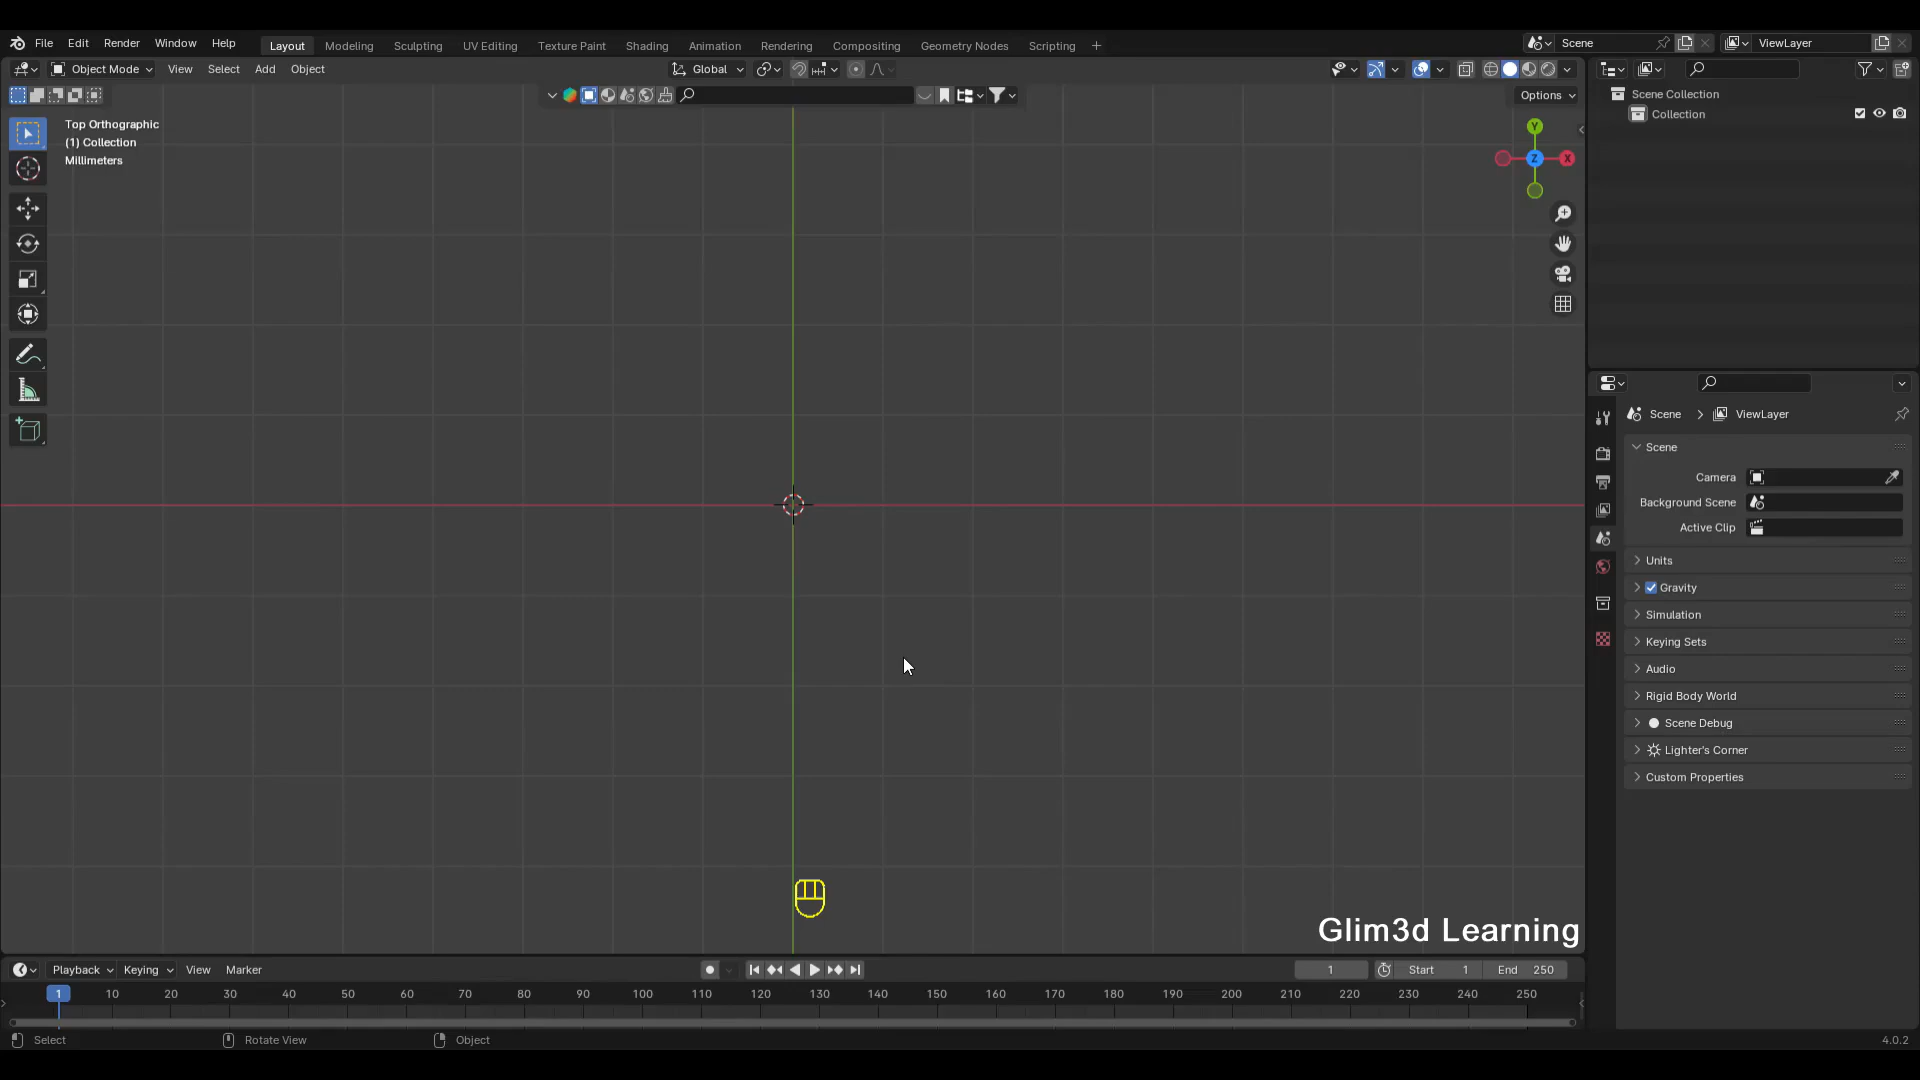 File Edit Render Window Help Layout Modeling Sculpting UV Editing Texture Paint Shading Animation Rendering Compositing Geometry Nodes Scripting + Scene ViewLayer
Object Mode View Select Add Object Global
Options
Top Orthographic
(1) Collection
Millimeters
Y
X
Z
Scene Collection
Collection
Scene > ViewLayer
Scene
Camera
Background Scene
Active Clip
Units
Gravity
Simulation
Keying Sets
Audio
Rigid Body World
Scene Debug
Lighter's Corner
Custom Properties
Glim3d Learning
Playback Keying View Marker 1 Start 1 End 250
1 10 20 30 40 50 60 70 80 90 100 110 120 130 140 150 160 170 180 190 200 210 220 230 240 250
Select Rotate View Object 4.0.2